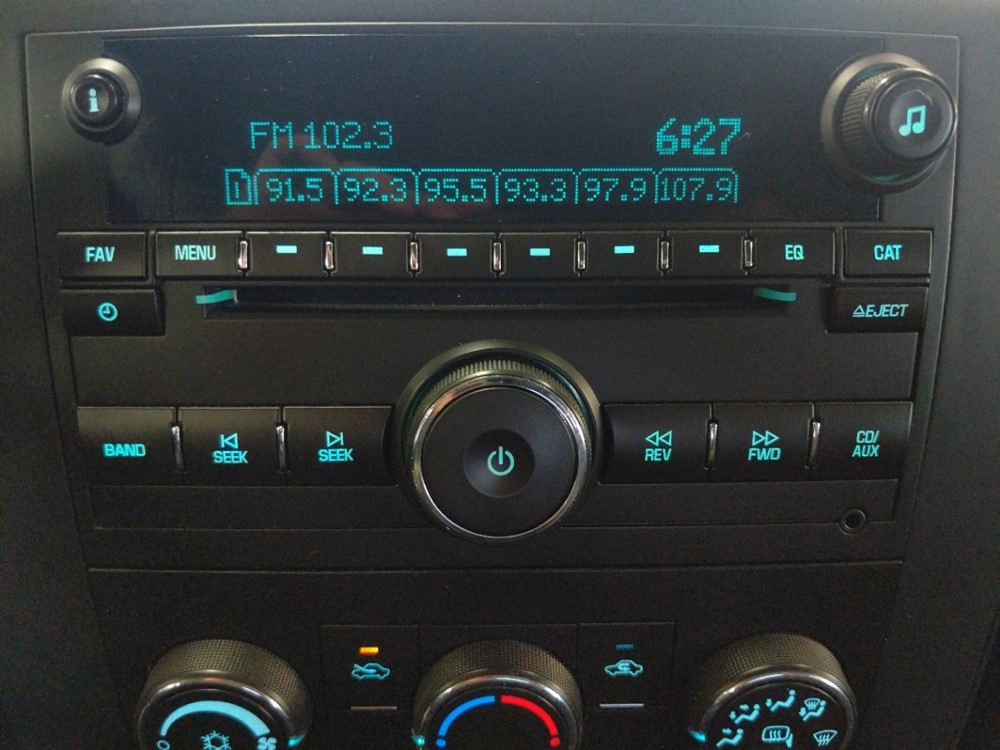 FM 102.3 6:27
1 91.5 92.3 95.5 93.3 97.9 107.9
FAV MENU EQ CAT
EJECT
BAND SEEK SEEK REV FWD CD/
AUX